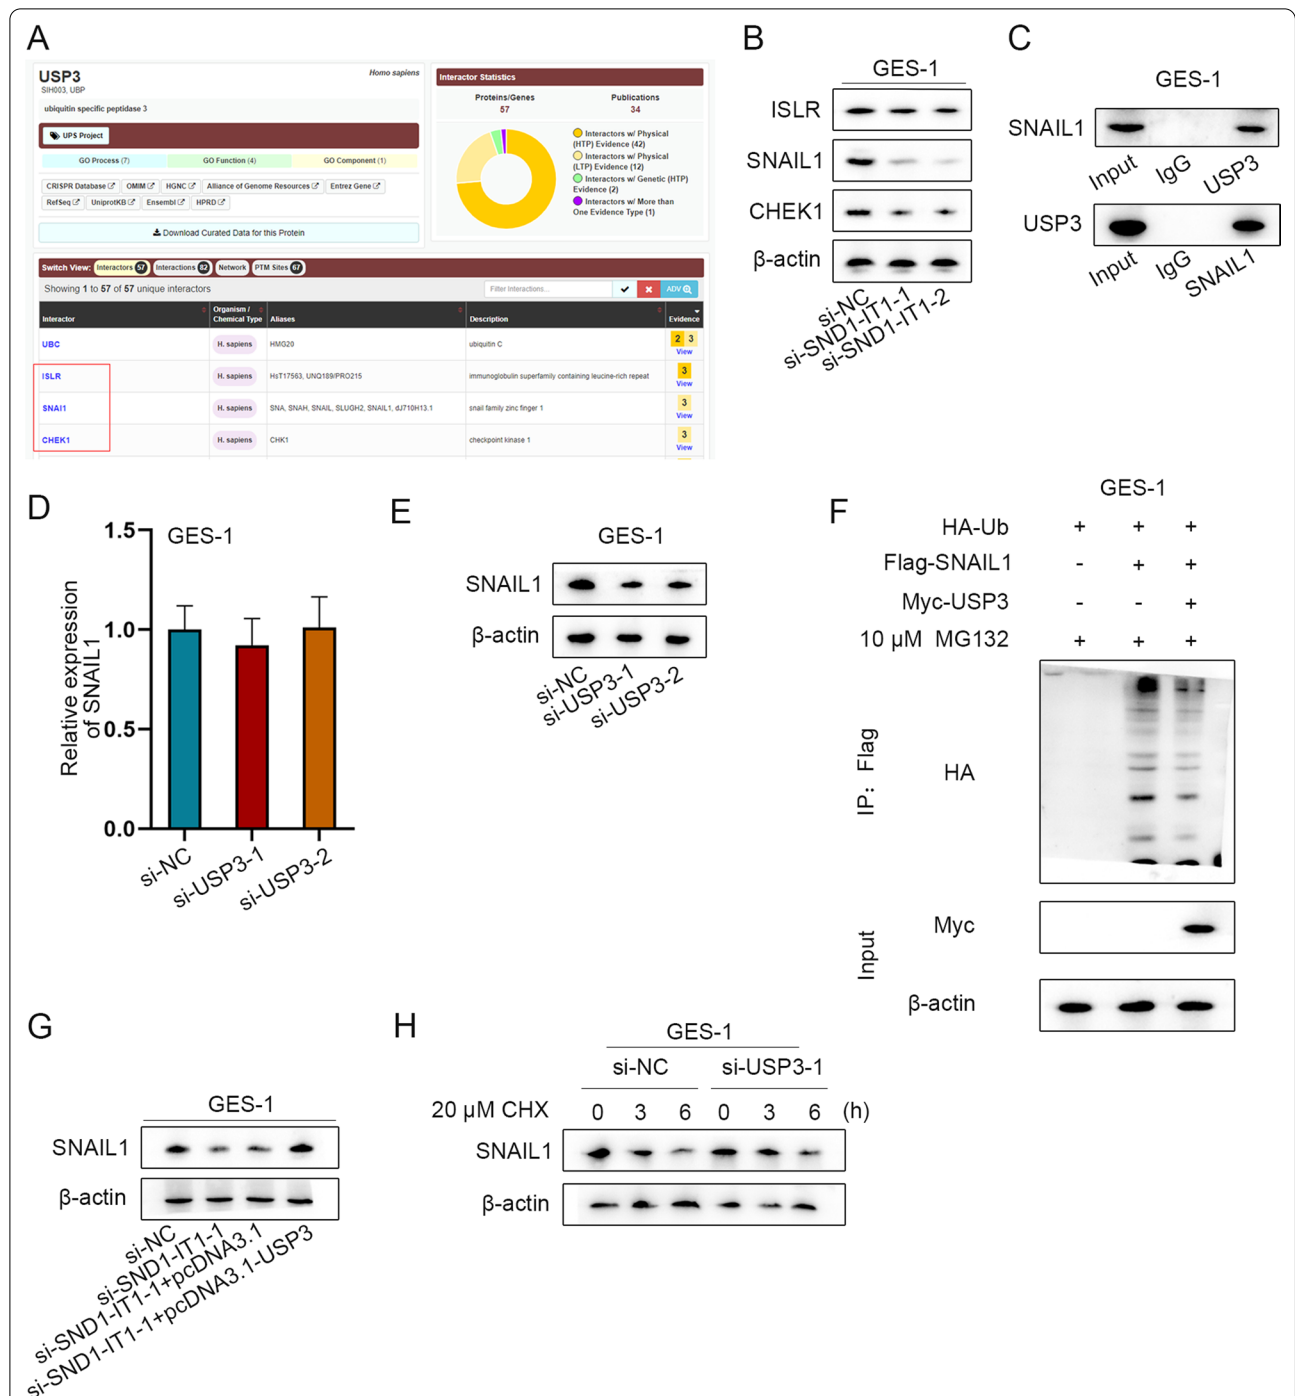 A
USP3
Homo sapiens
SIH003, UBP
ubiquitin specific peptidase 3
UPS Project
GO Process (7)
GO Function (4)
GO Component (1)
CRISPR Database
OMIM
HGNC
Alliance of Genome Resources
Entrez Gene
RefSeq
UniprotKB
Ensembl
HPRD
Download Curated Data for this Protein
Interactor Statistics
Proteins/Genes
57
Publications
34
Interactors w/ Physical
(HTP) Evidence (42)
Interactors w/ Physical
(LTP) Evidence (12)
Interactors w/ Genetic (HTP)
Evidence (2)
Interactors w/ More than
One Evidence Type (1)
Switch View:
Interactors 57
Interactions 82
Network
PTM Sites 67
Showing 1 to 57 of 57 unique interactors
Filter Interactions...
ADV
Interactor
Organism /
Chemical Type
Aliases
Description
Evidence
UBC
H. sapiens
HMG20
ubiquitin C
2 3
View
ISLR
H. sapiens
HsT17563, UNQ189/PRO215
immunoglobulin superfamily containing leucine-rich repeat
3
View
SNAI1
H. sapiens
SNA, SNAH, SNAIL, SLUGH2, SNAIL1, dJ710H13.1
snail family zinc finger 1
3
View
CHEK1
H. sapiens
CHK1
checkpoint kinase 1
3
View
B
GES-1
ISLR
SNAIL1
CHEK1
β-actin
si-NC
si-SND1-IT1-1
si-SND1-IT1-2
C
GES-1
SNAIL1
Input
IgG
USP3
USP3
Input
IgG
SNAIL1
D
GES-1
Relative expression
of SNAIL1
1.5
1.0
0.5
0.0
si-NC
si-USP3-1
si-USP3-2
E
GES-1
SNAIL1
β-actin
si-NC
si-USP3-1
si-USP3-2
F
GES-1
HA-Ub + + +
Flag-SNAIL1 - + +
Myc-USP3 - - +
10 μM MG132 + + +
IP: Flag
HA
Input
Myc
β-actin
G
GES-1
SNAIL1
β-actin
si-NC
si-SND1-IT1-1
si-SND1-IT1-1+pcDNA3.1
si-SND1-IT1-1+pcDNA3.1-USP3
H
GES-1
si-NC
si-USP3-1
20 μM CHX 0 3 6 0 3 6 (h)
SNAIL1
β-actin